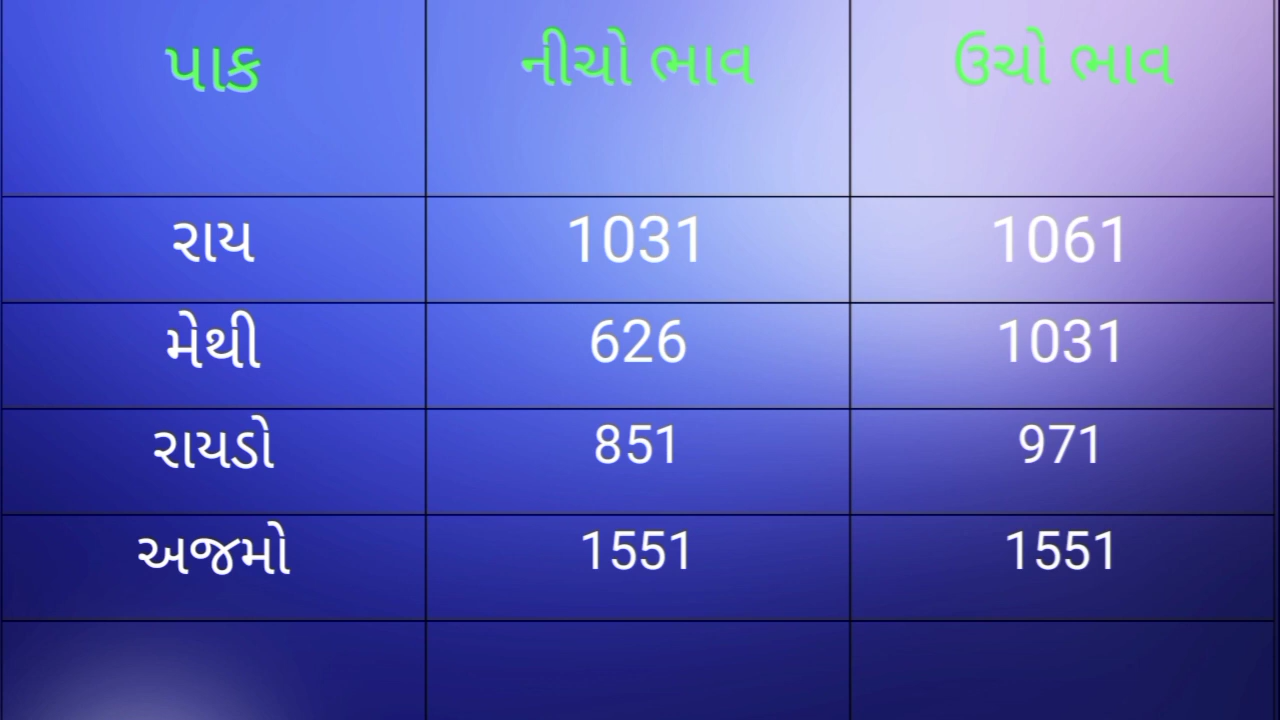 પાક નીચો ભાવ ઉચો ભાવ
રાય 1031 1061
મેથી 626 1031
રાયડો 851 971
અજમો 1551 1551